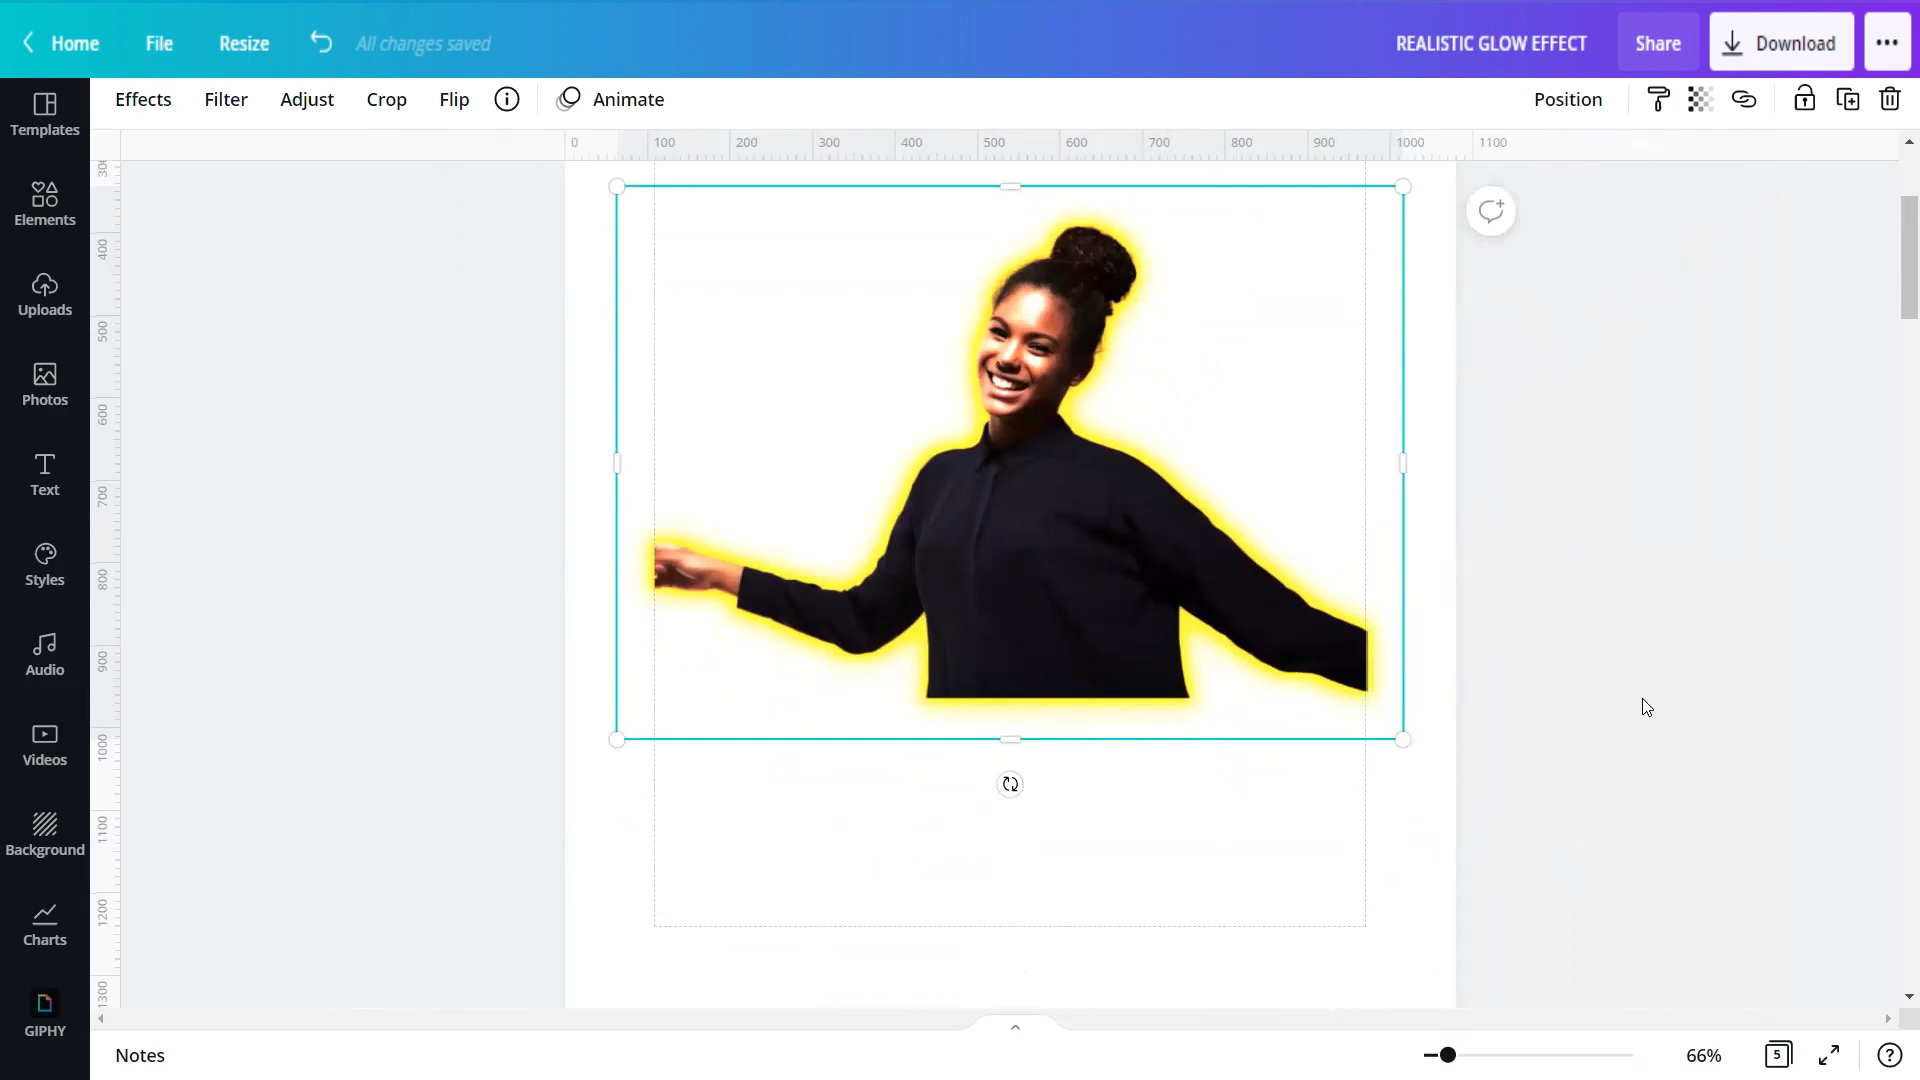 Home File Resize All changes saved REALISTIC GLOW EFFECT Share Download
Effects Filter Adjust Crop Flip Animate Position
0 100 200 300 400 500 600 700 800 900 1000 1100
Templates
Elements
Uploads
Photos
Text
Styles
Audio
Videos
Background
Charts
GIPHY
300
400
500
600
700
800
900
1000
1100
1200
1300
Notes 66% 5 ?